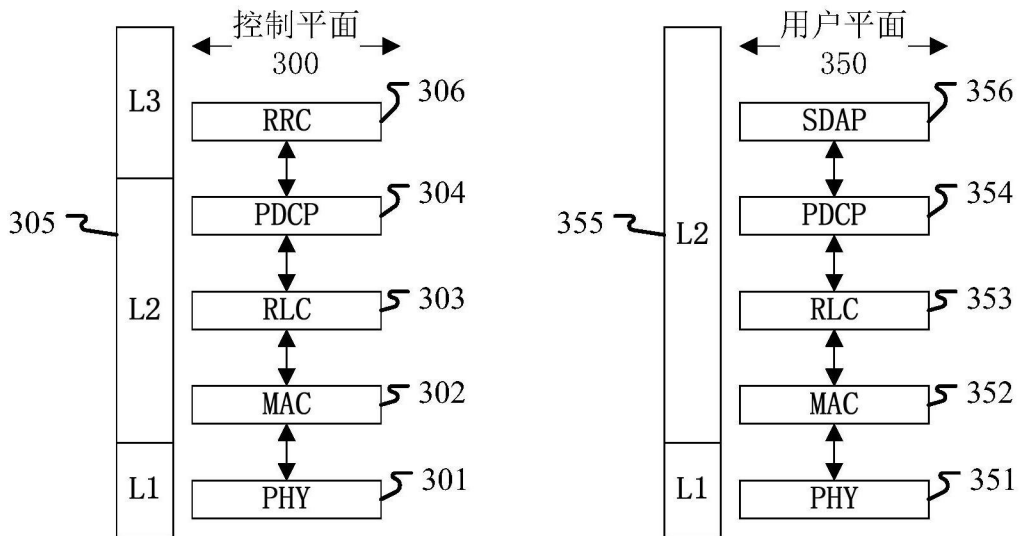 控制平面
300
L3
RRC
306
PDCP
304
305
L2
RLC
303
MAC
302
L1
PHY
301
用户平面
350
SDAP
356
PDCP
354
355
L2
RLC
353
MAC
352
L1
PHY
351